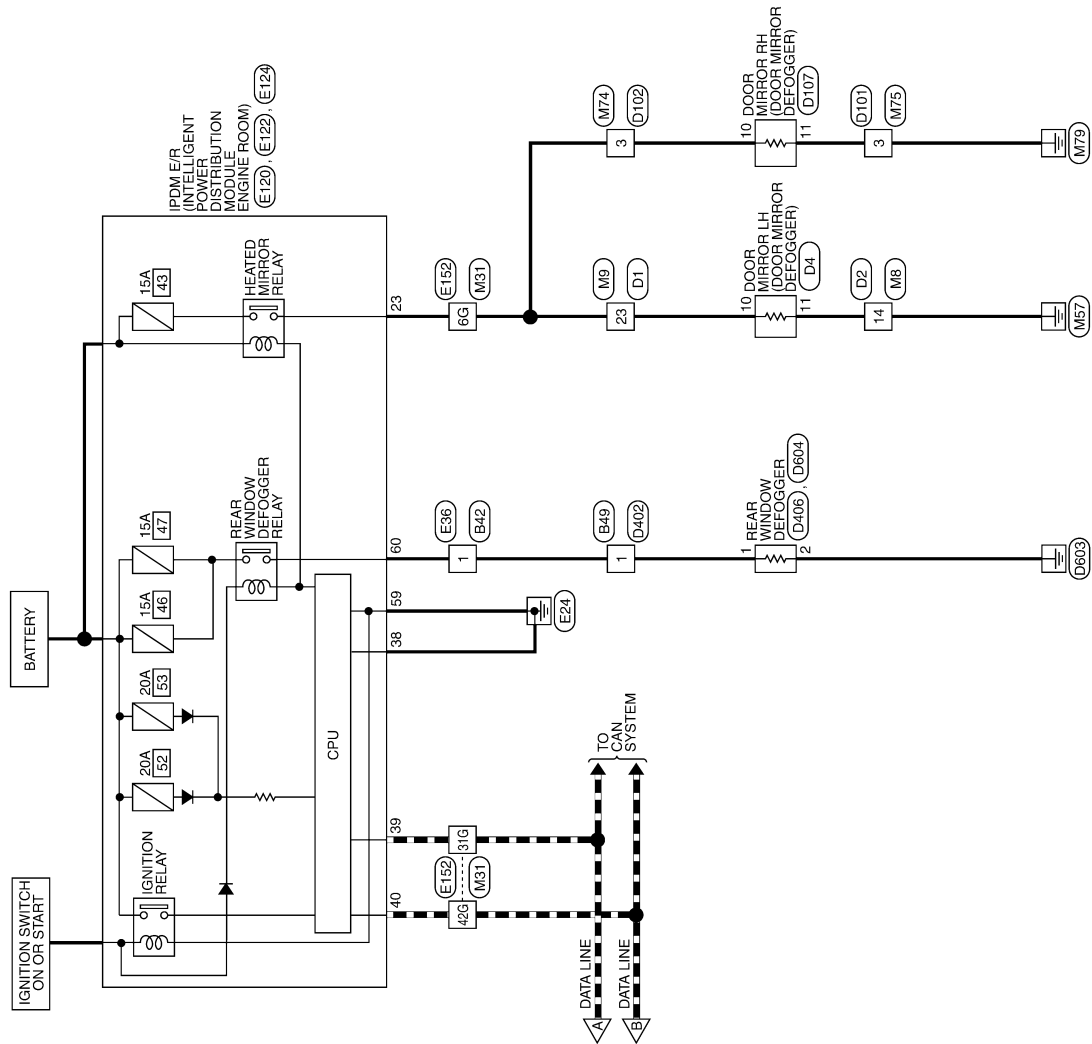 IGNITION SWITCH
ON OR START
BATTERY
IPDM E/R
(INTELLIGENT
POWER
DISTRIBUTION
MODULE
ENGINE ROOM)
E120 , E122 , E124
IGNITION
RELAY
20A
52
20A
53
15A
46
15A
47
15A
43
REAR
WINDOW
DEFOGGER
RELAY
HEATED
MIRROR
RELAY
CPU
40
39
38
59
60
23
E152
M31
42G
31G
E24
1
E36
B42
6G
E152
M31
DATA LINE
A
DATA LINE
B
TO
CAN
SYSTEM
1
B49
D402
23
M9
D1
3
M74
D102
1
REAR
WINDOW
DEFOGGER
D406 , D604
2
10
DOOR
MIRROR LH
(DOOR MIRROR
DEFOGGER)
D4
11
10
DOOR
MIRROR RH
(DOOR MIRROR
DEFOGGER)
D107
11
14
D2
M8
3
D101
M75
D603
M57
M79